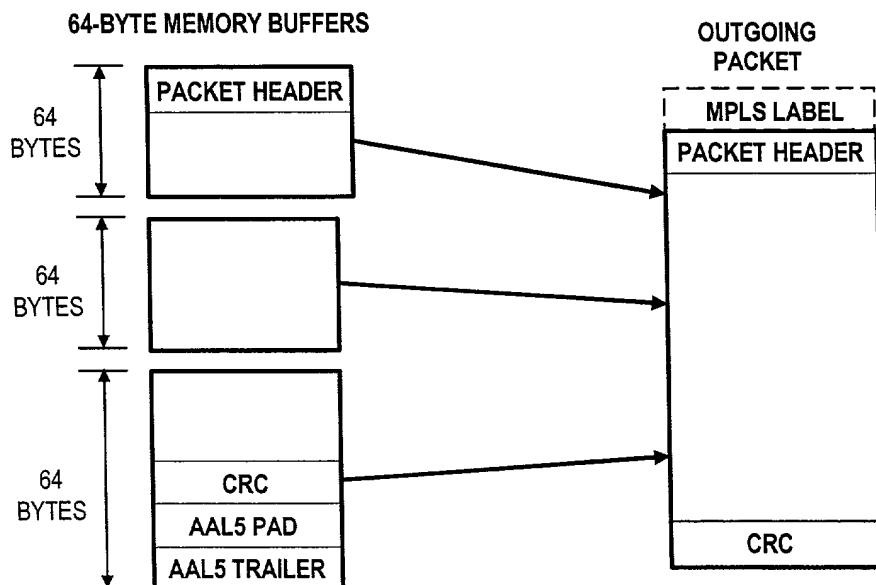 64-BYTE MEMORY BUFFERS
64
BYTES
PACKET HEADER
64
BYTES
64
BYTES
CRC
AAL5 PAD
AAL5 TRAILER
OUTGOING
PACKET
MPLS LABEL
PACKET HEADER
CRC